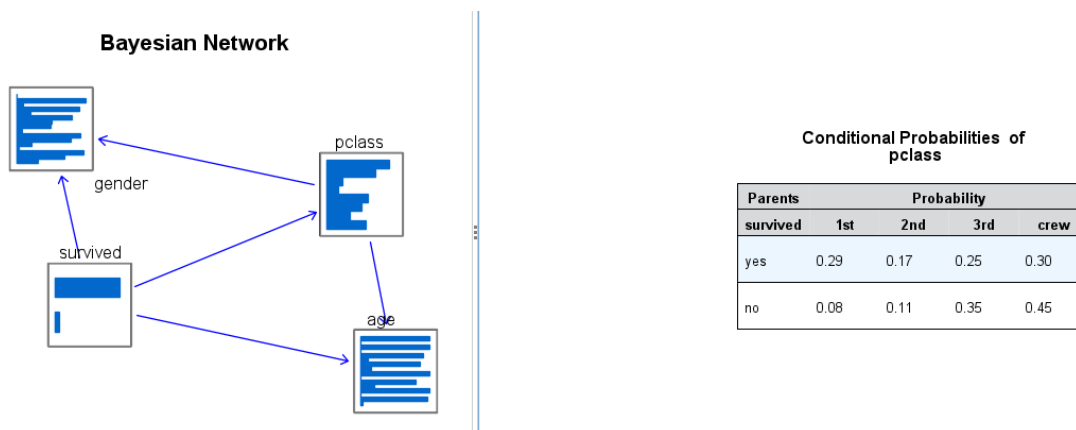 Bayesian Network
pclass
gender
survived
age
Conditional Probabilities of
pclass
Parents Probability
survived 1st 2nd 3rd crew
yes 0.29 0.17 0.25 0.30
no 0.08 0.11 0.35 0.45